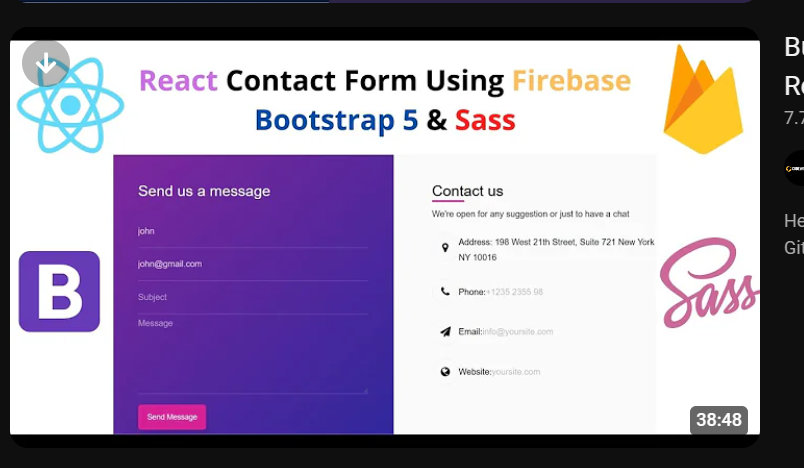 React Contact Form Using Firebase
Bootstrap 5 & Sass
Send us a message
john
john@gmail.com
Subject
Message
Send Message
Contact us
We're open for any suggestion or just to have a chat
Address: 198 West 21th Street, Suite 721 New York
NY 10016
Phone:+1235 2355 98
Email:info@yoursite.com
Website:yoursite.com
B
Sass
38:48
Bu
Re
7.7
He
Git